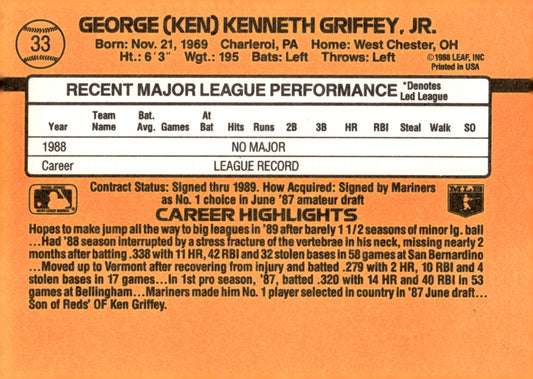 33
GEORGE (KEN) KENNETH GRIFFEY, JR.
Born: Nov. 21, 1969 Charleroi, PA Home: West Chester, OH
Ht.: 6'3" Wgt.: 195 Bats: Left Throws: Left
©1988 LEAF, INC
Printed in USA
RECENT MAJOR LEAGUE PERFORMANCE *Denotes Led League
Year Team Name Bat. Avg. Games At Bat Hits Runs 2B 3B HR RBI Steal Walk SO
1988 NO MAJOR
Career LEAGUE RECORD
Contract Status: Signed thru 1989. How Acquired: Signed by Mariners
as No. 1 choice in June '87 amateur draft
MLB
CAREER HIGHLIGHTS
Hopes to make jump all the way to big leagues in '89 after barely 1 1/2 seasons of minor lg. ball
...Had '88 season interrupted by a stress fracture of the vertebrae in his neck, missing nearly 2
months after batting .338 with 11 HR, 42 RBI and 32 stolen bases in 58 games at San Bernardino
...Moved up to Vermont after recovering from injury and batted .279 with 2 HR, 10 RBI and 4
stolen bases in 17 games...In 1st pro season, '87, batted .320 with 14 HR and 40 RBI in 53
games at Bellingham...Mariners made him No. 1 player selected in country in '87 June draft...
Son of Reds' OF Ken Griffey.